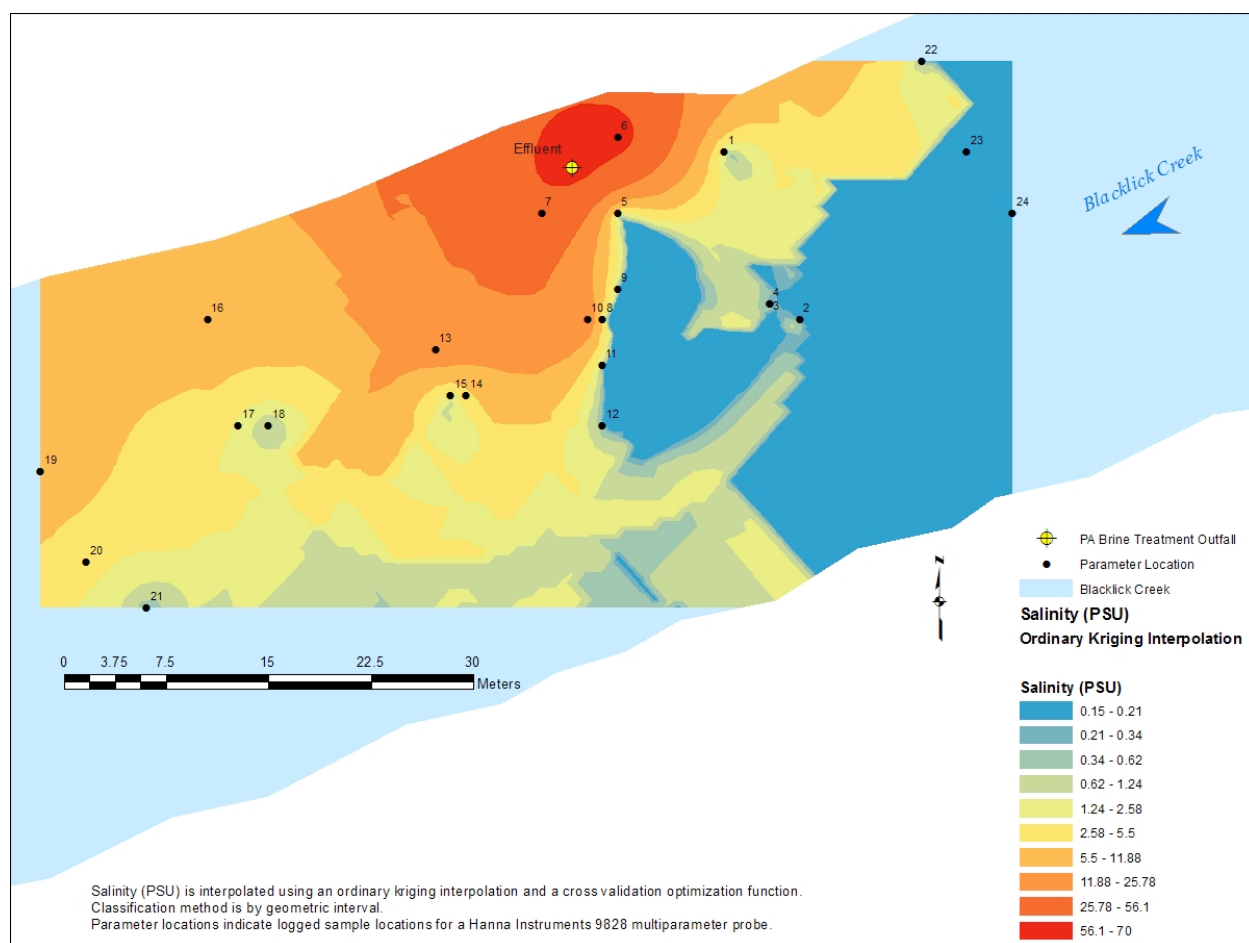 22
23
24
Blacklick Creek
6
Effluent
1
7
5
9
4
3
2
10
8
16
13
11
15
14
17
18
12
19
20
21
N
PA Brine Treatment Outfall
Parameter Location
Blacklick Creek
Salinity (PSU)
Ordinary Kriging Interpolation
0 3.75 7.5 15 22.5 30
Meters
Salinity (PSU)
0.15 - 0.21
0.21 - 0.34
0.34 - 0.62
0.62 - 1.24
1.24 - 2.58
2.58 - 5.5
5.5 - 11.88
11.88 - 25.78
25.78 - 56.1
56.1 - 70
Salinity (PSU) is interpolated using an ordinary kriging interpolation and a cross validation optimization function.
Classification method is by geometric interval.
Parameter locations indicate logged sample locations for a Hanna Instruments 9828 multiparameter probe.